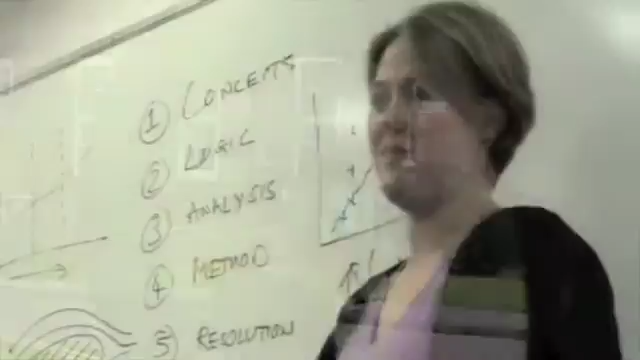 1 CONCEPTS
2 LOGIC
3 ANALYSIS
4 METHOD
5 RESOLUTION